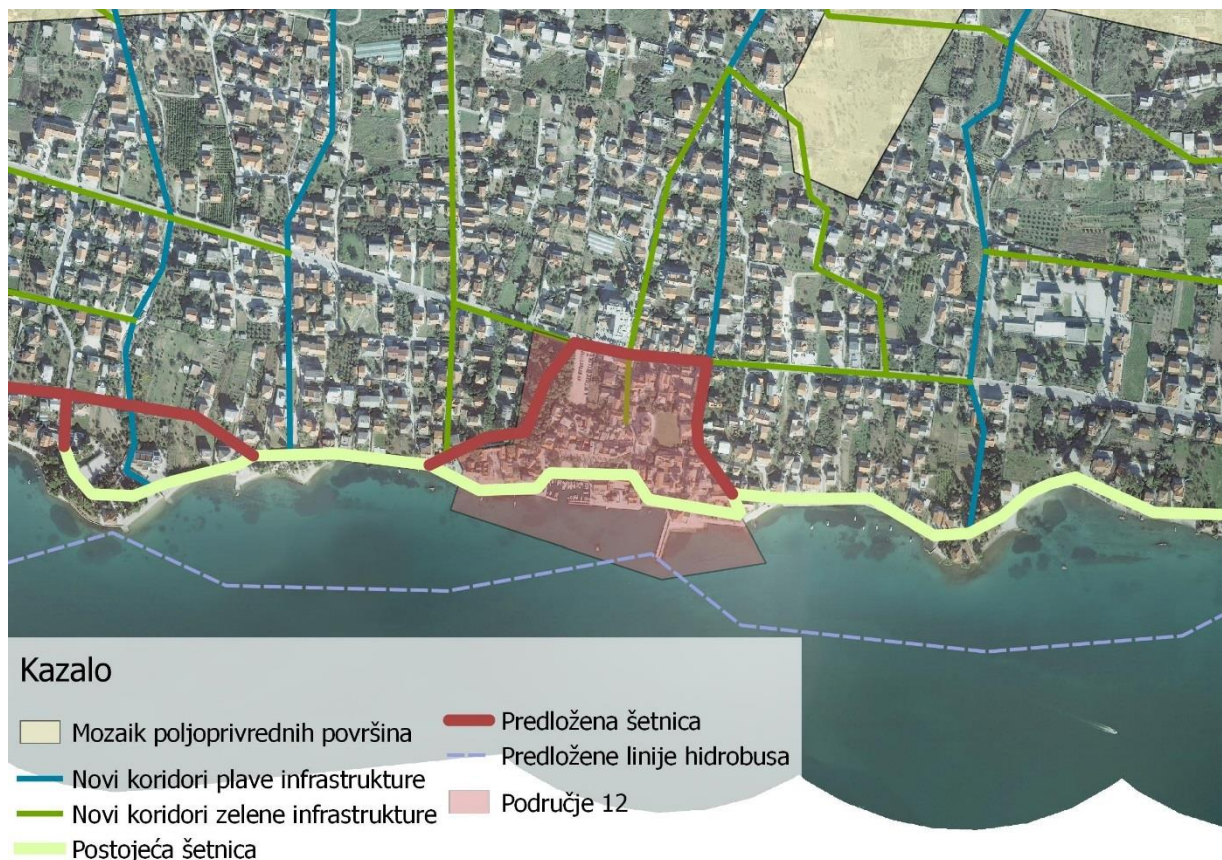 Kazalo
Mozaik poljoprivrednih površina
Novi koridori plave infrastrukture
Novi koridori zelene infrastrukture
Postojeća šetnica
Predložena šetnica
Predložene linije hidrobusa
Područje 12